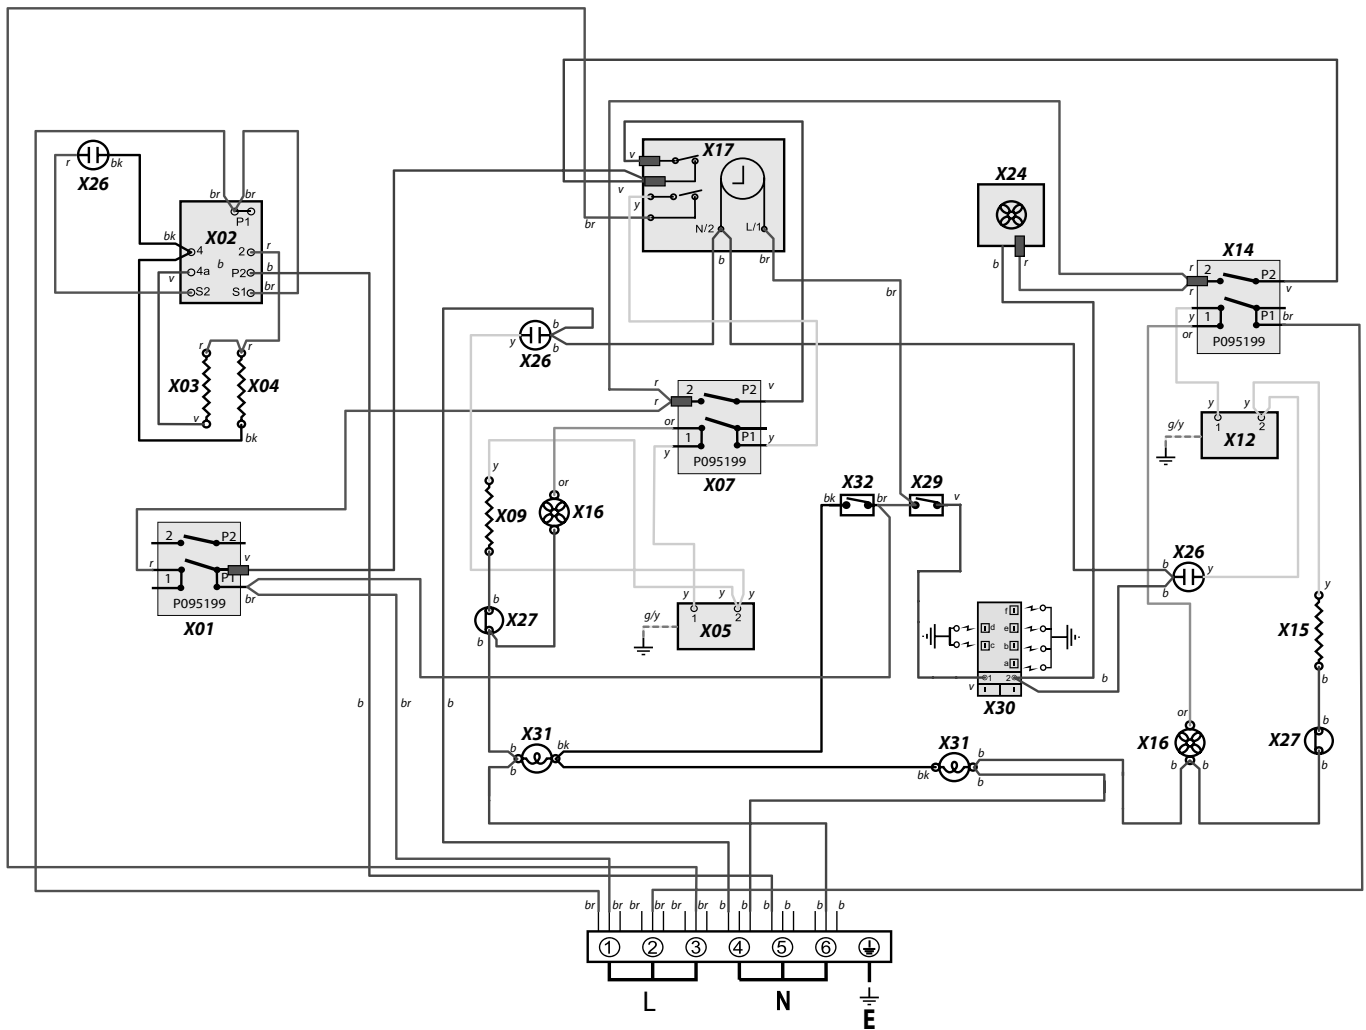 X26
r
bk
br
br
P1
X02
bk
4
2
r
b
4a
P2
b
v
S2
S1
br
r
r
X03
X04
v
bk
2
P2
r
v
1
P1
br
P095199
X01
v
X17
v
y
br
N/2
L/1
b
br
br
b
y
b
X26
r
r
2
P2
v
or
1
P1
y
y
P095199
X07
y
or
X09
X16
b
X27
b
y
y
y
g/y
1
2
X05
X32
X29
bk
br
v
X24
b
r
X14
r
2
P2
r
v
y
1
P1
br
or
P095199
y
y
g/y
1
2
X12
X26
b
y
b
y
X15
b
f
d
e
c
b
a
1
2
v
b
X30
or
X16
b
b
b
X27
b
b
br
b
X31
b
bk
b
X31
b
bk
b
br
br
br
br
br
br
b
b
b
b
b
b
1
2
3
4
5
6
L
N
E